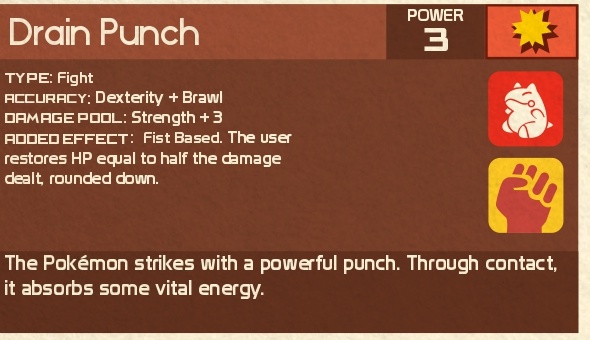 Drain Punch
POWER
3
TYPE: Fight
ACCURACY: Dexterity + Brawl
DAMAGE POOL: Strength + 3
ADDED EFFECT: Fist Based. The user
restores HP equal to half the damage
dealt, rounded down.
The Pokémon strikes with a powerful punch. Through contact,
it absorbs some vital energy.